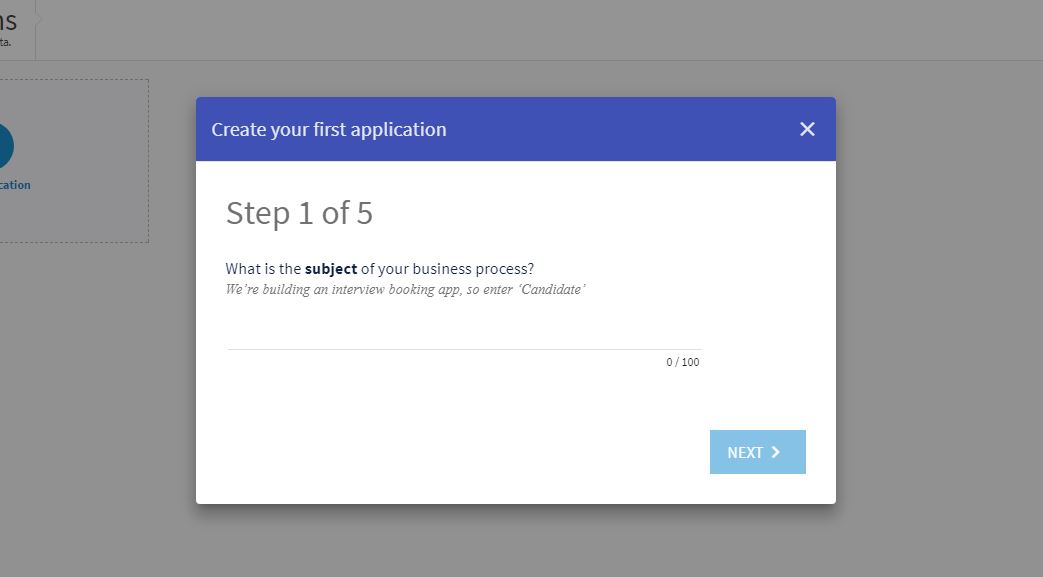 ns
ta.
cation
Create your first application
Step 1 of 5
What is the subject of your business process?
We're building an interview booking app, so enter ‘Candidate’
0 / 100
NEXT